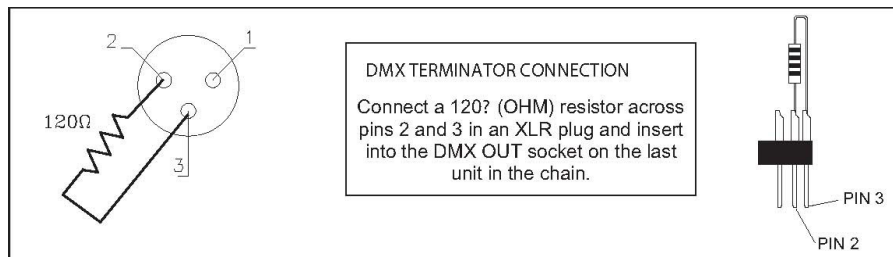 2
1
120Ω
3
DMX TERMINATOR CONNECTION
Connect a 120? (OHM) resistor across
pins 2 and 3 in an XLR plug and insert
into the DMX OUT socket on the last
unit in the chain.
PIN 3
PIN 2